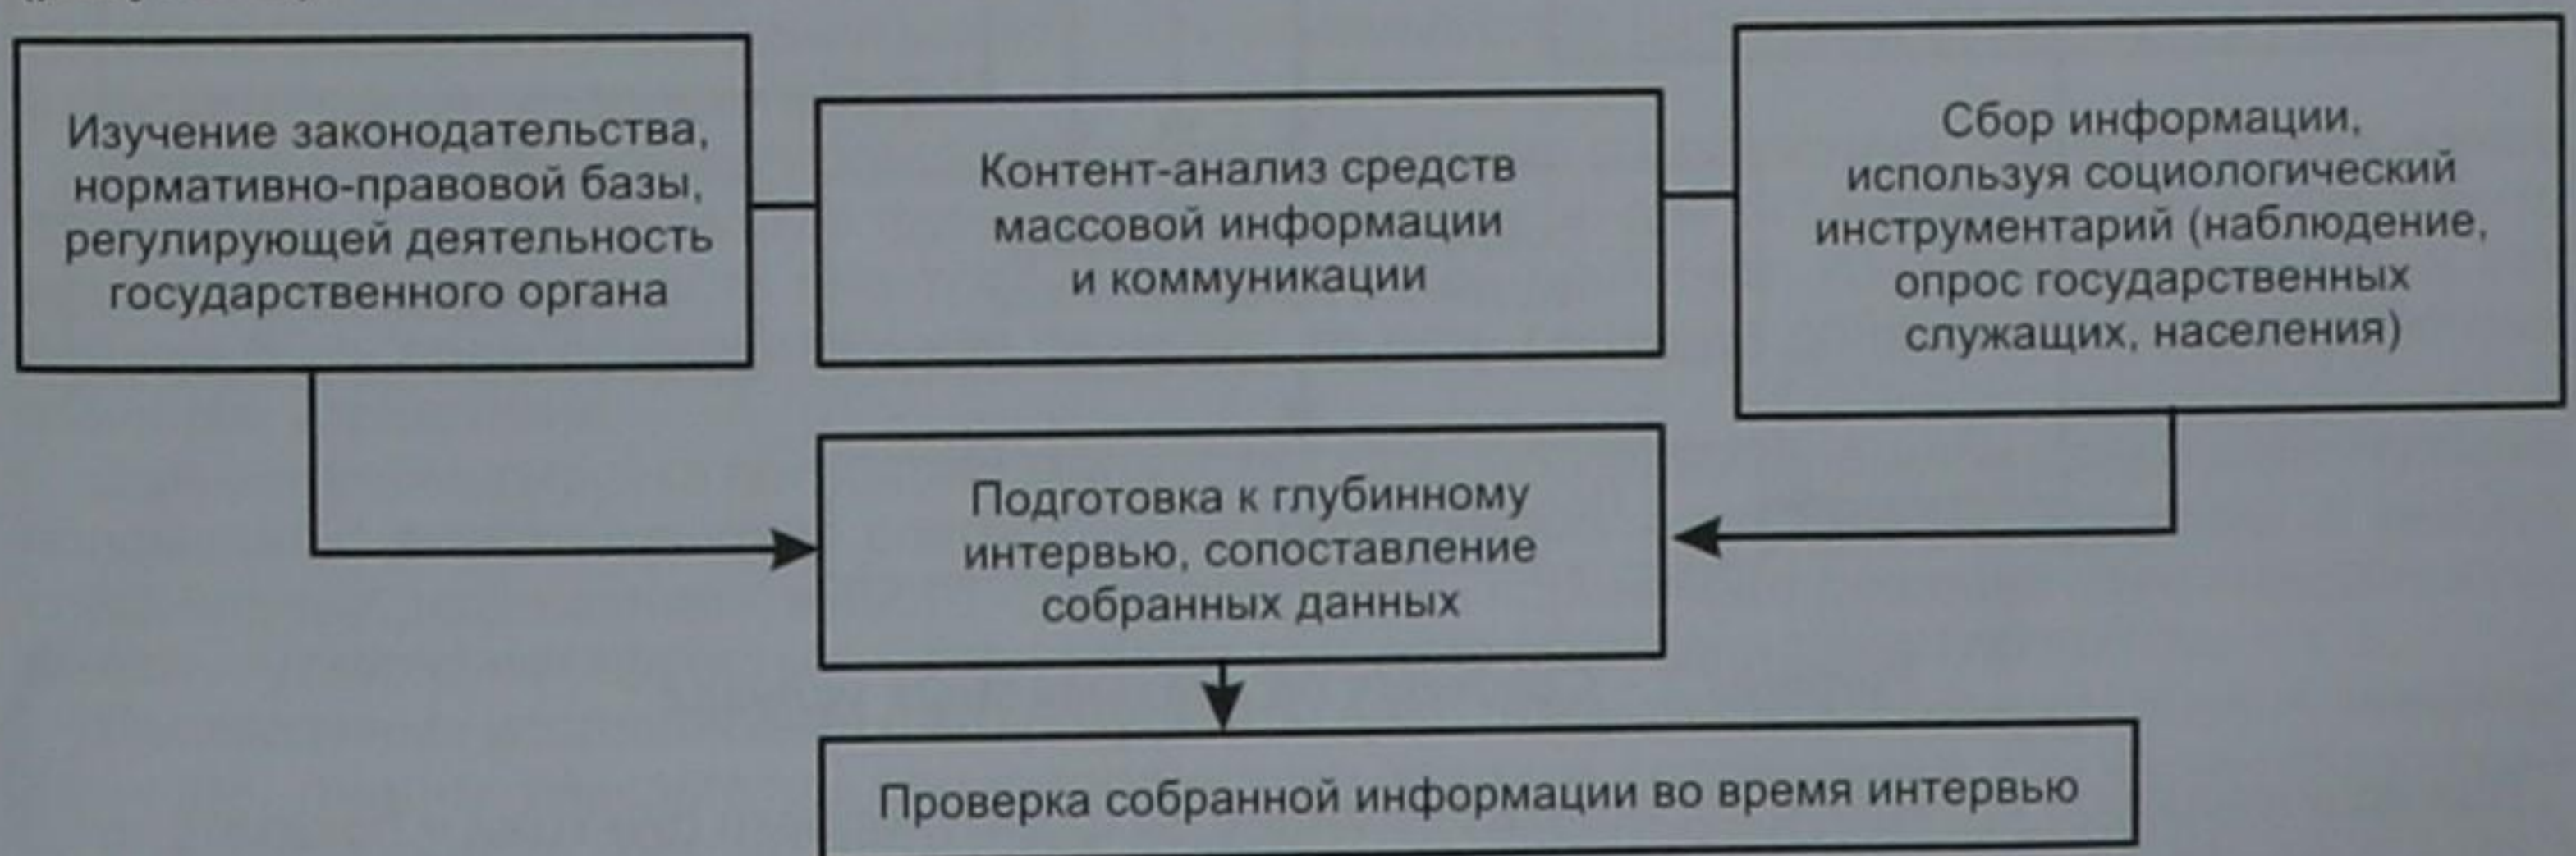 Изучение законодательства,
нормативно-правовой базы,
регулирующей деятельность
государственного органа
Контент-анализ средств
массовой информации
и коммуникации
Сбор информации,
используя социологический
инструментарий (наблюдение,
опрос государственных
служащих, населения)
Подготовка к глубинному
интервью, сопоставление
собранных данных
Проверка собранной информации во время интервью